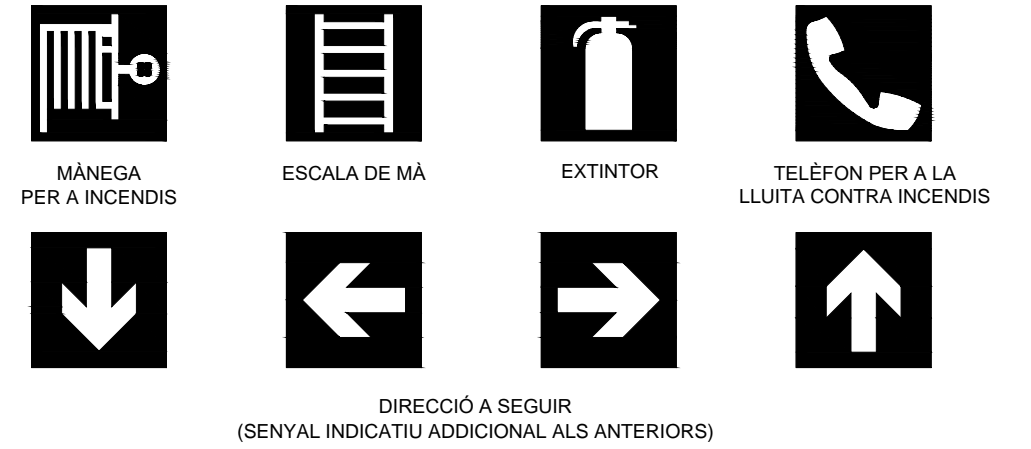 MÀNEGA
PER A INCENDIS
ESCALA DE MÀ
EXTINTOR
TELÈFON PER A LA
LLUITA CONTRA INCENDIS
DIRECCIÓ A SEGUIR
(SENYAL INDICATIU ADDICIONAL ALS ANTERIORS)